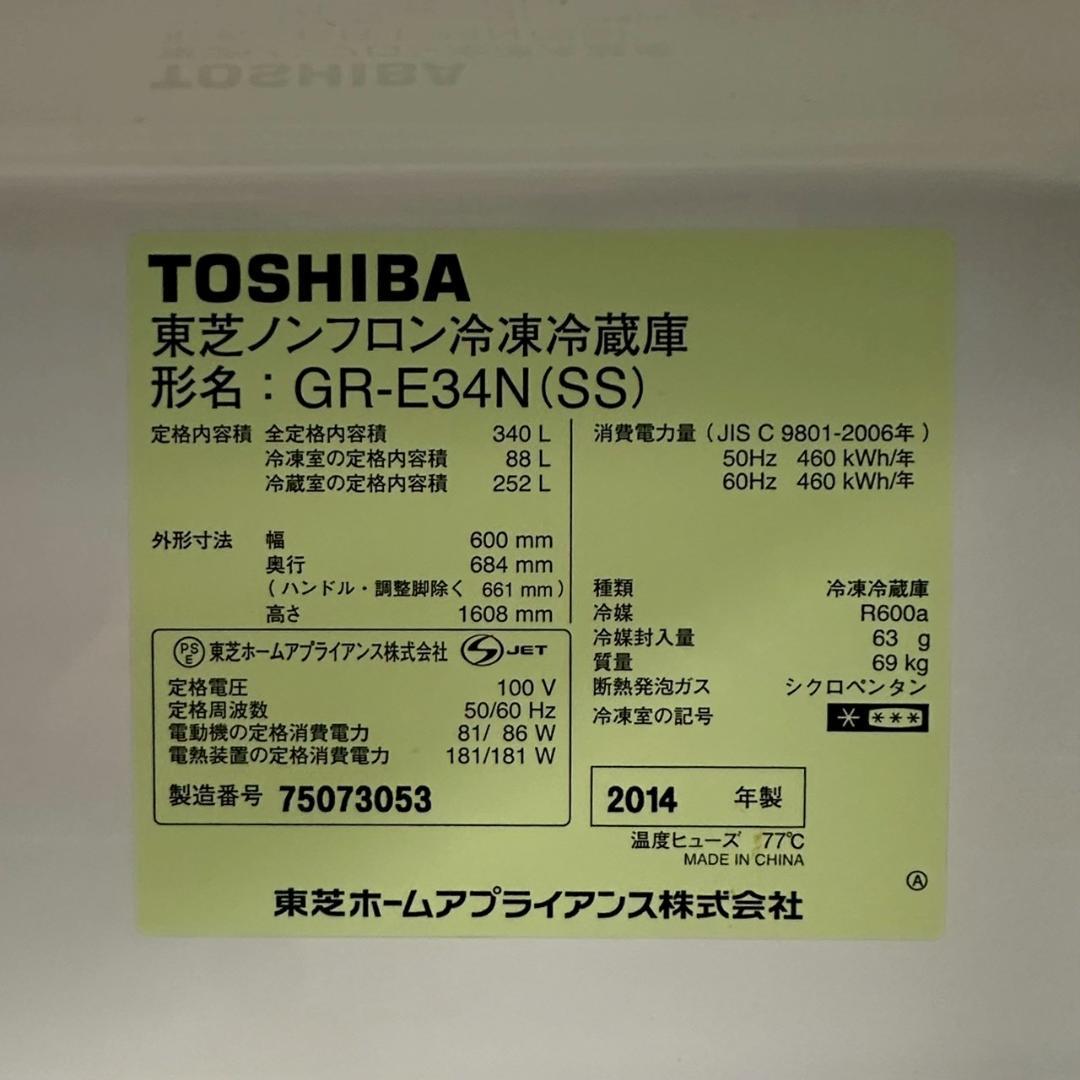 TOSHIBA
東芝ノンフロン冷凍冷蔵庫
形名：GR-E34N(SS)
定格内容積 全定格内容積 340 L
冷凍室の定格内容積 88 L
冷蔵室の定格内容積 252 L
外形寸法 幅 600 mm
奥行 684 mm
(ハンドル・調整脚除く 661 mm)
高さ 1608 mm
PSE 東芝ホームアプライアンス株式会社 S JET
定格電圧 100 V
定格周波数 50/60 Hz
電動機の定格消費電力 81/ 86 W
電熱装置の定格消費電力 181/181 W
製造番号 75073053
消費電力量 (JIS C 9801-2006年)
50Hz 460 kWh/年
60Hz 460 kWh/年
種類 冷凍冷蔵庫
冷媒 R600a
冷媒封入量 63 g
質量 69 kg
断熱発泡ガス シクロペンタン
冷凍室の記号 * ***
2014 年製
温度ヒューズ 77℃
MADE IN CHINA
Ⓐ
東芝ホームアプライアンス株式会社